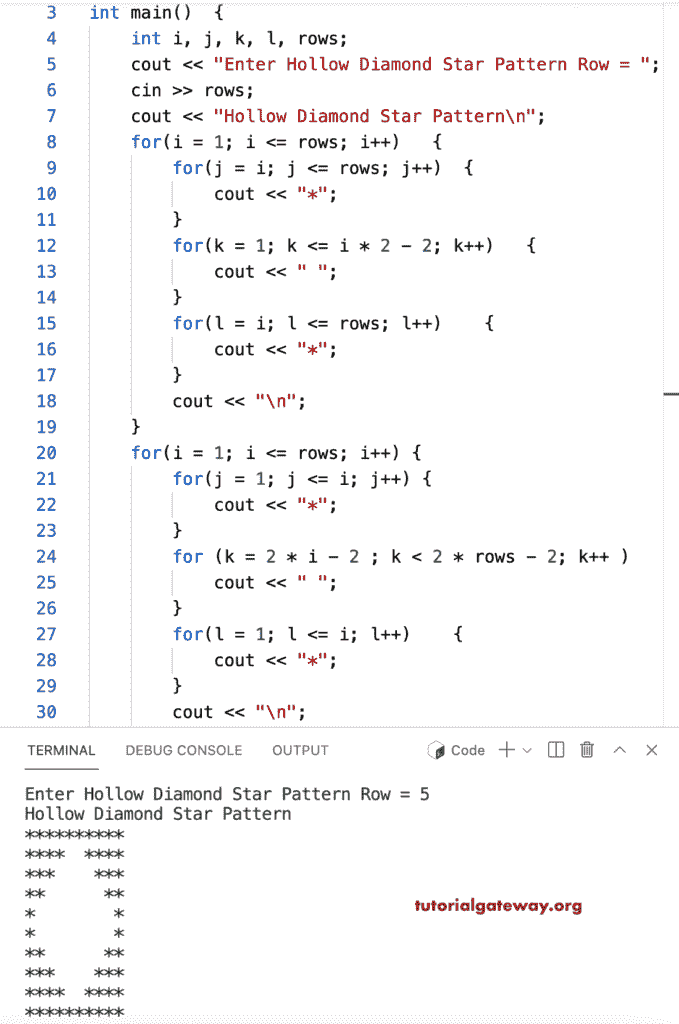 3 int main()  {
4     int i, j, k, l, rows;
5     cout << "Enter Hollow Diamond Star Pattern Row = ";
6     cin >> rows;
7     cout << "Hollow Diamond Star Pattern\n";
8     for(i = 1; i <= rows; i++)   {
9         for(j = i; j <= rows; j++)  {
10             cout << "*";
11         }
12         for(k = 1; k <= i * 2 - 2; k++)   {
13             cout << " ";
14         }
15         for(l = i; l <= rows; l++)    {
16             cout << "*";
17         }
18         cout << "\n";
19     }
20     for(i = 1; i <= rows; i++) {
21         for(j = 1; j <= i; j++) {
22             cout << "*";
23         }
24         for (k = 2 * i - 2 ; k < 2 * rows - 2; k++ )
25             cout << " ";
26         }
27         for(l = 1; l <= i; l++)    {
28             cout << "*";
29         }
30         cout << "\n";
TERMINAL DEBUG CONSOLE OUTPUT Code
Enter Hollow Diamond Star Pattern Row = 5
Hollow Diamond Star Pattern
**********
****  ****
***    ***
**      **
*        *
*        *
**      **
***    ***
****  ****
**********
tutorialgateway.org